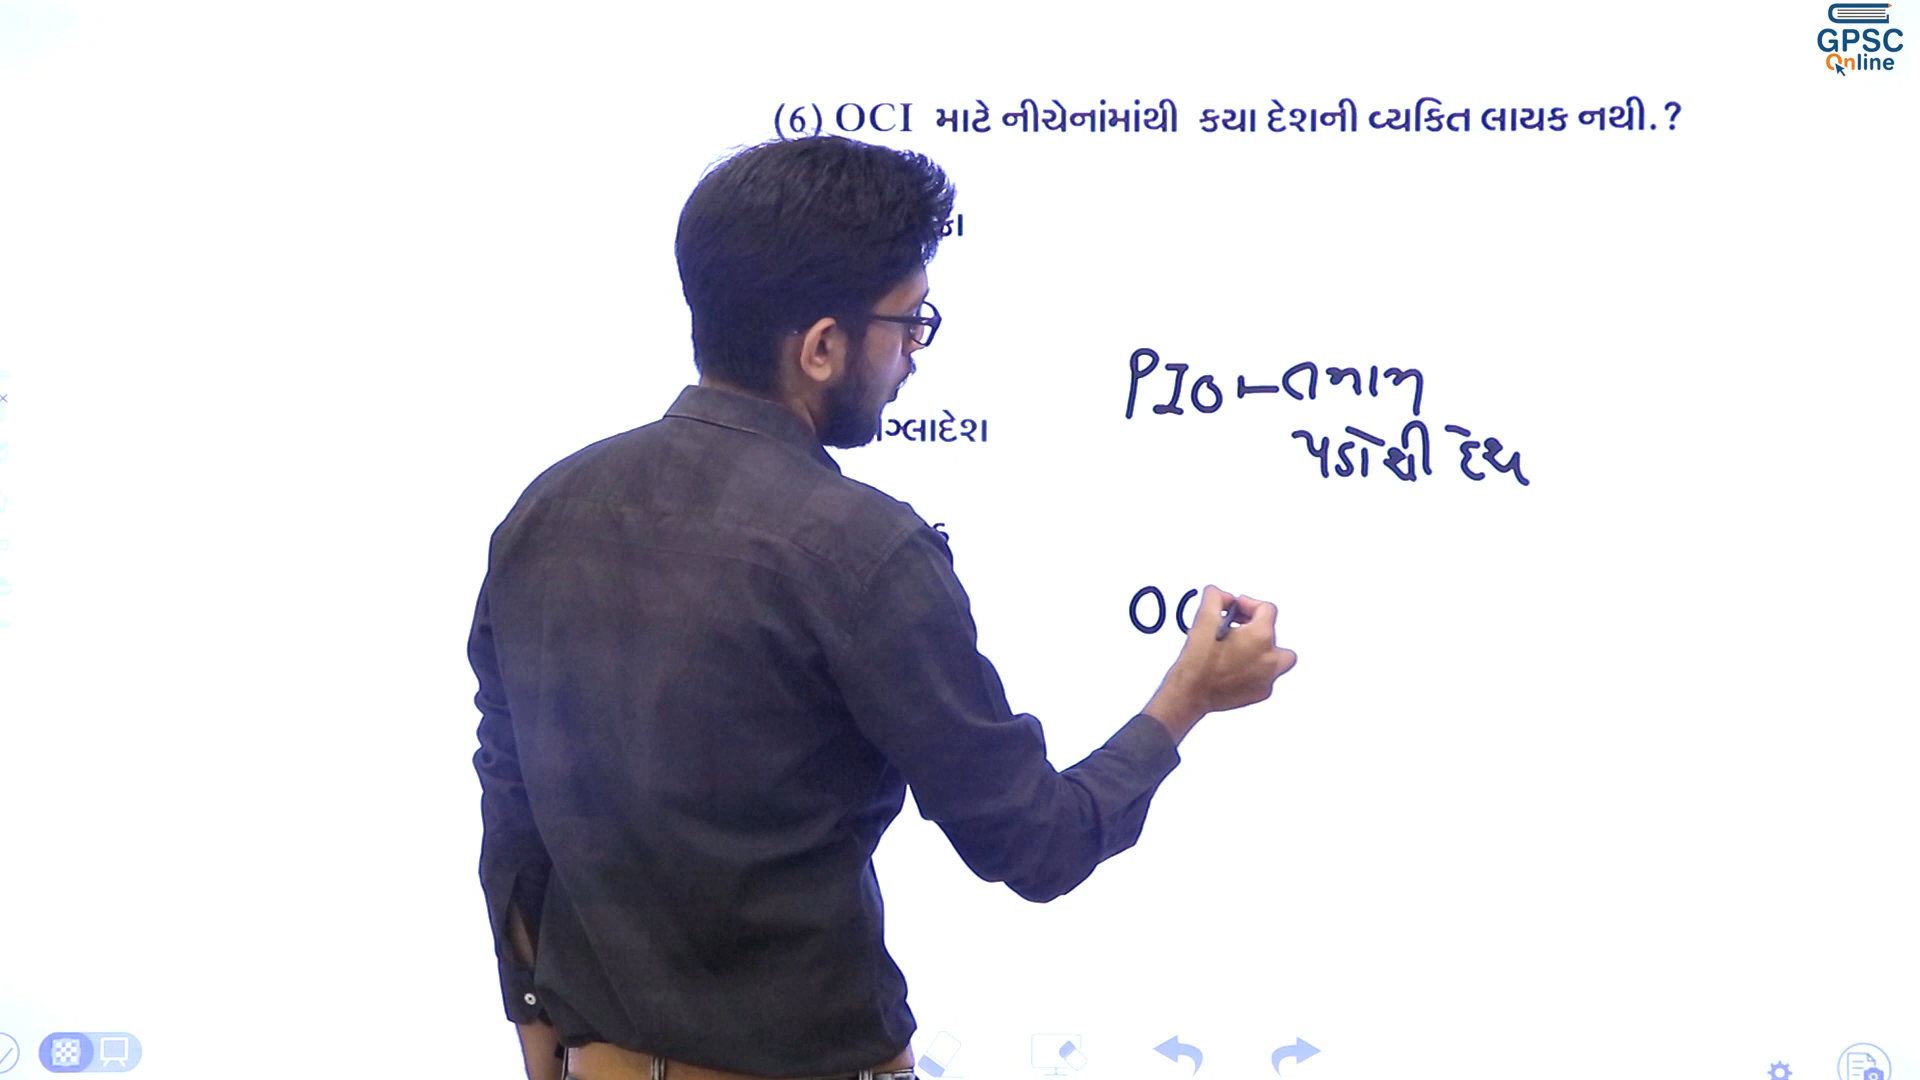 GPSC
Online
(6) OCI માટે નીચેનાંમાંથી કયા દેશની વ્યકિત લાયક નથી.?
PIO – તમામ
પડોશી દેશ
OC